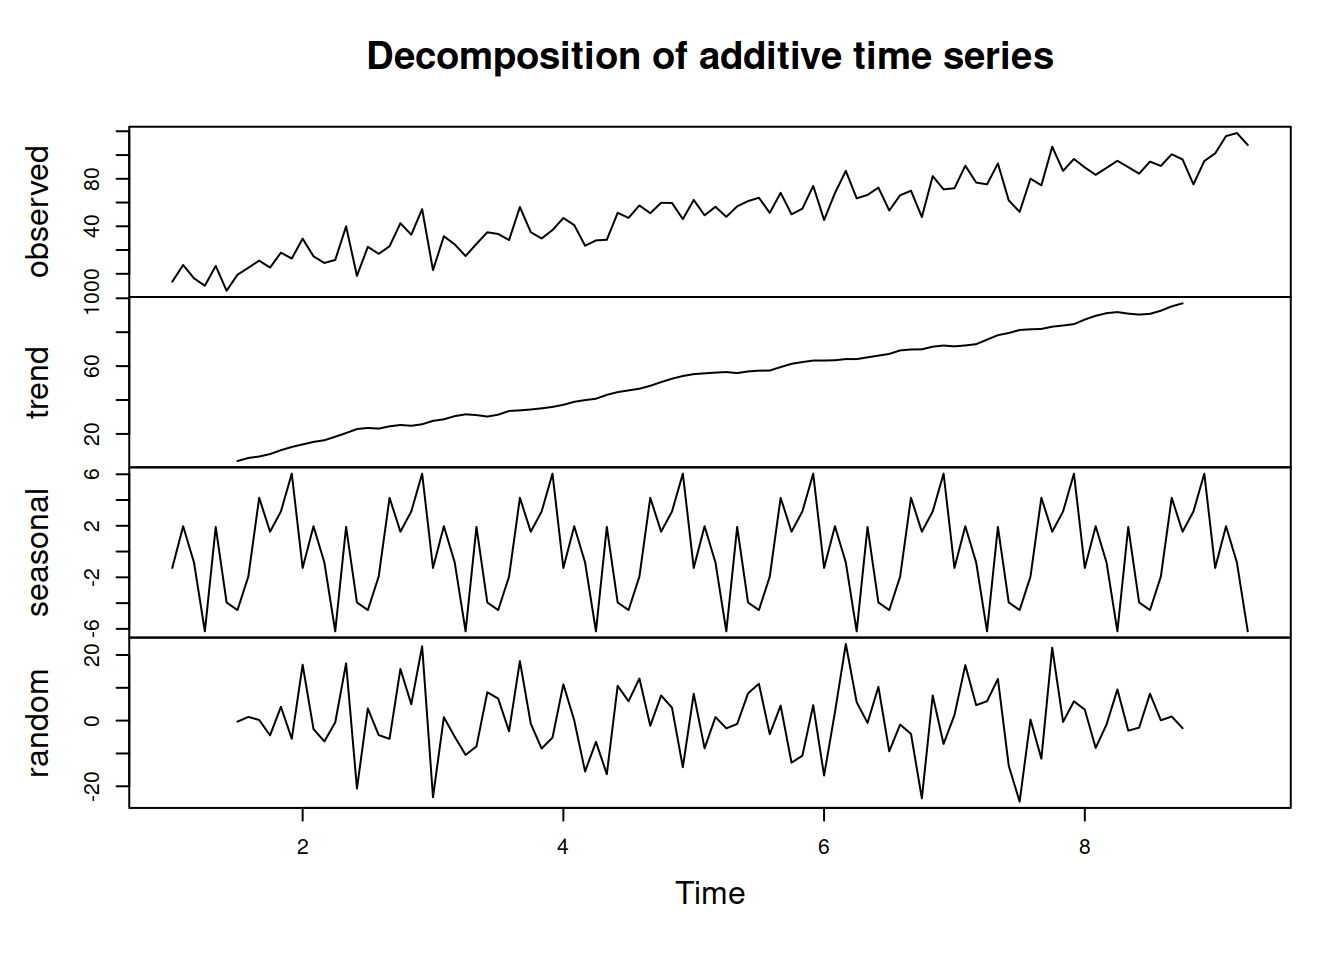 Decomposition of additive time series
observed
0 40 80
trend
20 60 100
seasonal
-6 -2 2 6
random
-20 0 20
2 4 6 8
Time